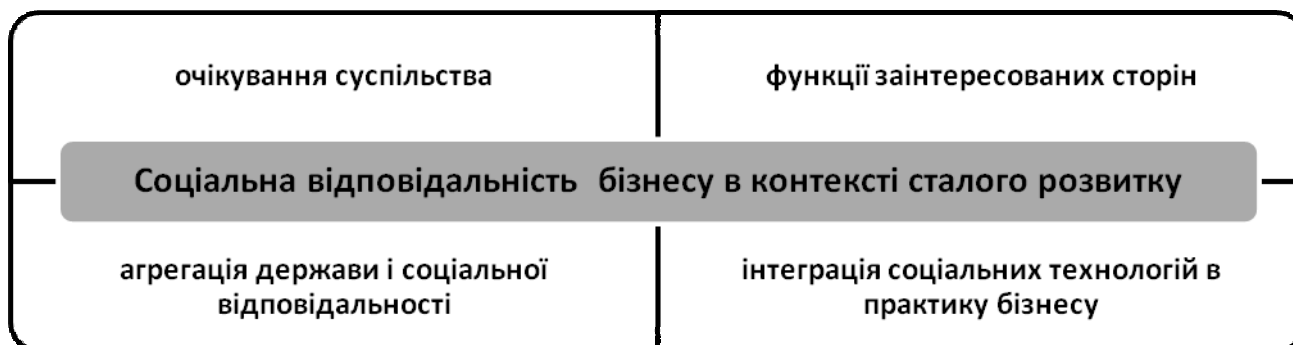 очікування суспільства
функції заінтересованих сторін
Соціальна відповідальність бізнесу в контексті сталого розвитку
агрегація держави і соціальної
відповідальності
інтеграція соціальних технологій в
практику бізнесу